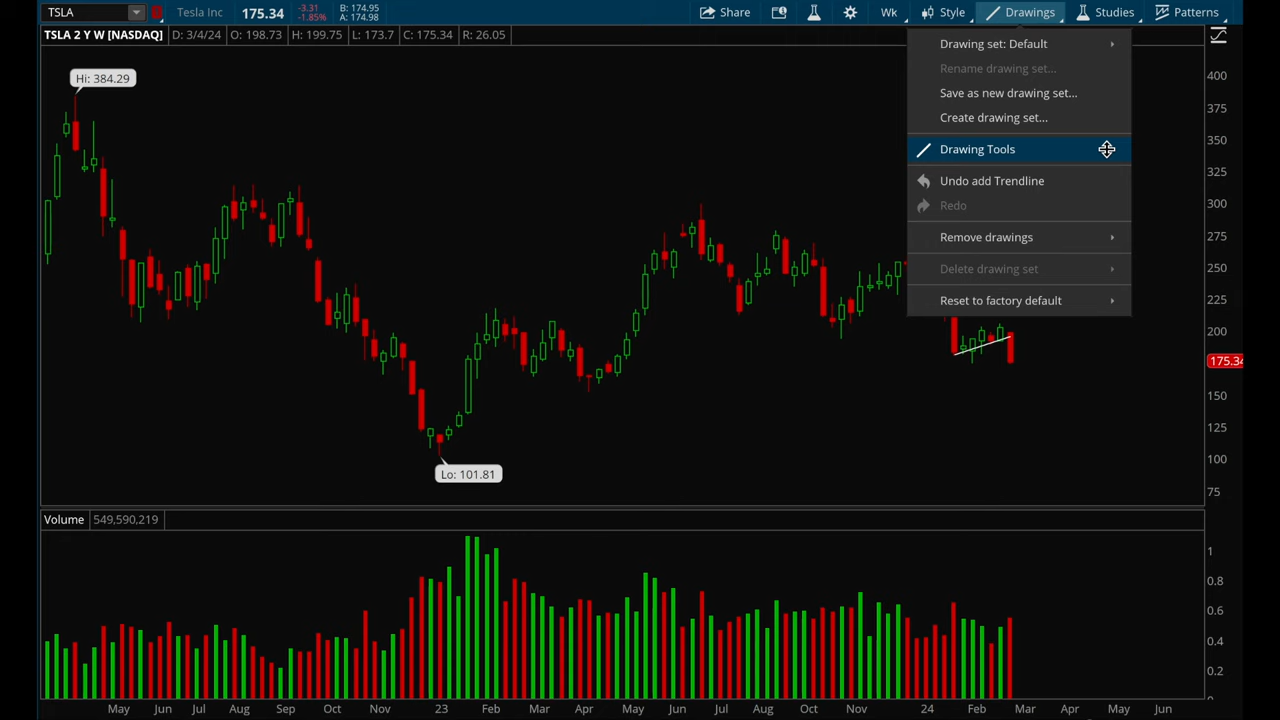 TSLA Tesla Inc 175.34 -3.31 -1.85% B: 174.95 A: 174.98 Share Wk Style Drawings Studies Patterns
TSLA 2 Y W [NASDAQ] D: 3/4/24 O: 198.73 H: 199.75 L: 173.7 C: 175.34 R: 26.05
Drawing set: Default
Rename drawing set...
Save as new drawing set...
Create drawing set...
Drawing Tools
Undo add Trendline
Redo
Remove drawings
Delete drawing set
Reset to factory default
Hi: 384.29
Lo: 101.81
400
375
350
325
300
275
250
225
200
175.34
150
125
100
75
Volume 549,590,219
1
0.8
0.6
0.4
0.2
0
May Jun Jul Aug Sep Oct Nov 23 Feb Mar Apr May Jun Jul Aug Oct Nov 24 Feb Mar Apr May Jun